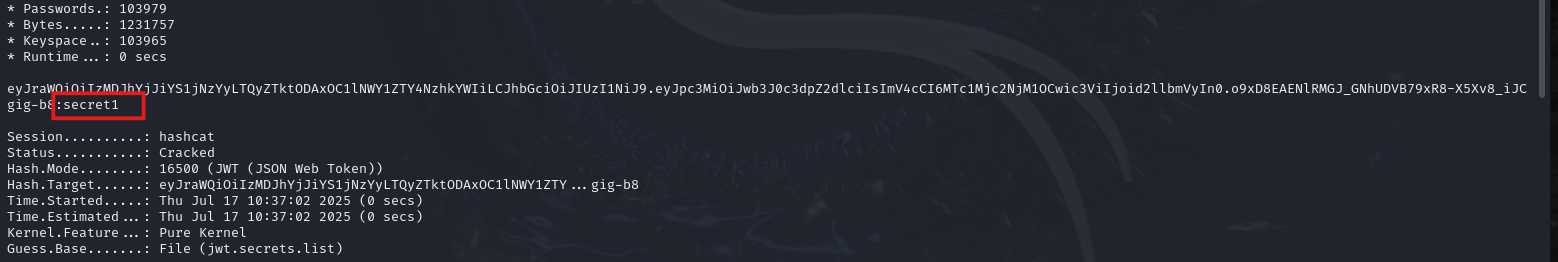 * Passwords.: 103979
* Bytes.....: 1231757
* Keyspace..: 103965
* Runtime...: 0 secs
eyJraWQiOiIzMDJhYjJiYS1jNzYyLTQyZTktODAxOC1lNWY1ZTY4NzhkYWIiLCJhbGciOiJIUzI1NiJ9.eyJpc3MiOiJwb3J0c3dpZ2dlciIsImV4cCI6MTc1Mjc2NjM1OCwic3ViIjoid2llbmVyIn0.o9xD8EAENlRMGJ_GNhUDVB79xR8-X5Xv8_iJC
gig-b8:secret1
Session..........: hashcat
Status...........: Cracked
Hash.Mode........: 16500 (JWT (JSON Web Token))
Hash.Target......: eyJraWQiOiIzMDJhYjJiYS1jNzYyLTQyZTktODAxOC1lNWY1ZTY...gig-b8
Time.Started.....: Thu Jul 17 10:37:02 2025 (0 secs)
Time.Estimated...: Thu Jul 17 10:37:02 2025 (0 secs)
Kernel.Feature...: Pure Kernel
Guess.Base.......: File (jwt.secrets.list)